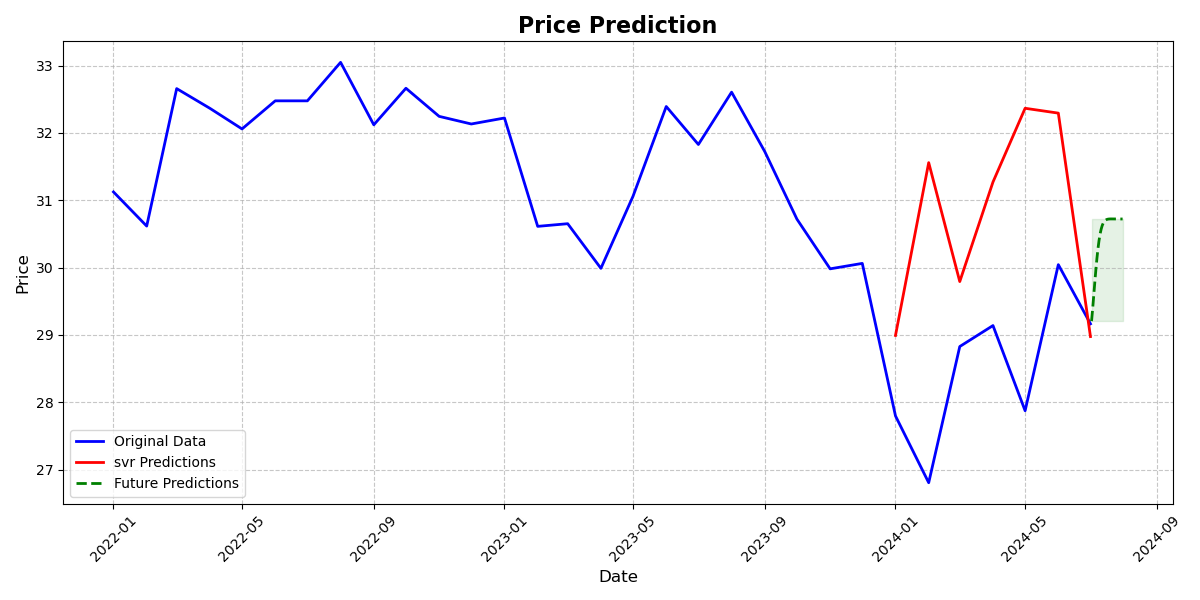 Price Prediction
Price
33
32
31
30
29
28
27
Original Data
svr Predictions
Future Predictions
2022-01
2022-05
2022-09
2023-01
2023-05
2023-09
2024-01
2024-05
2024-09
Date